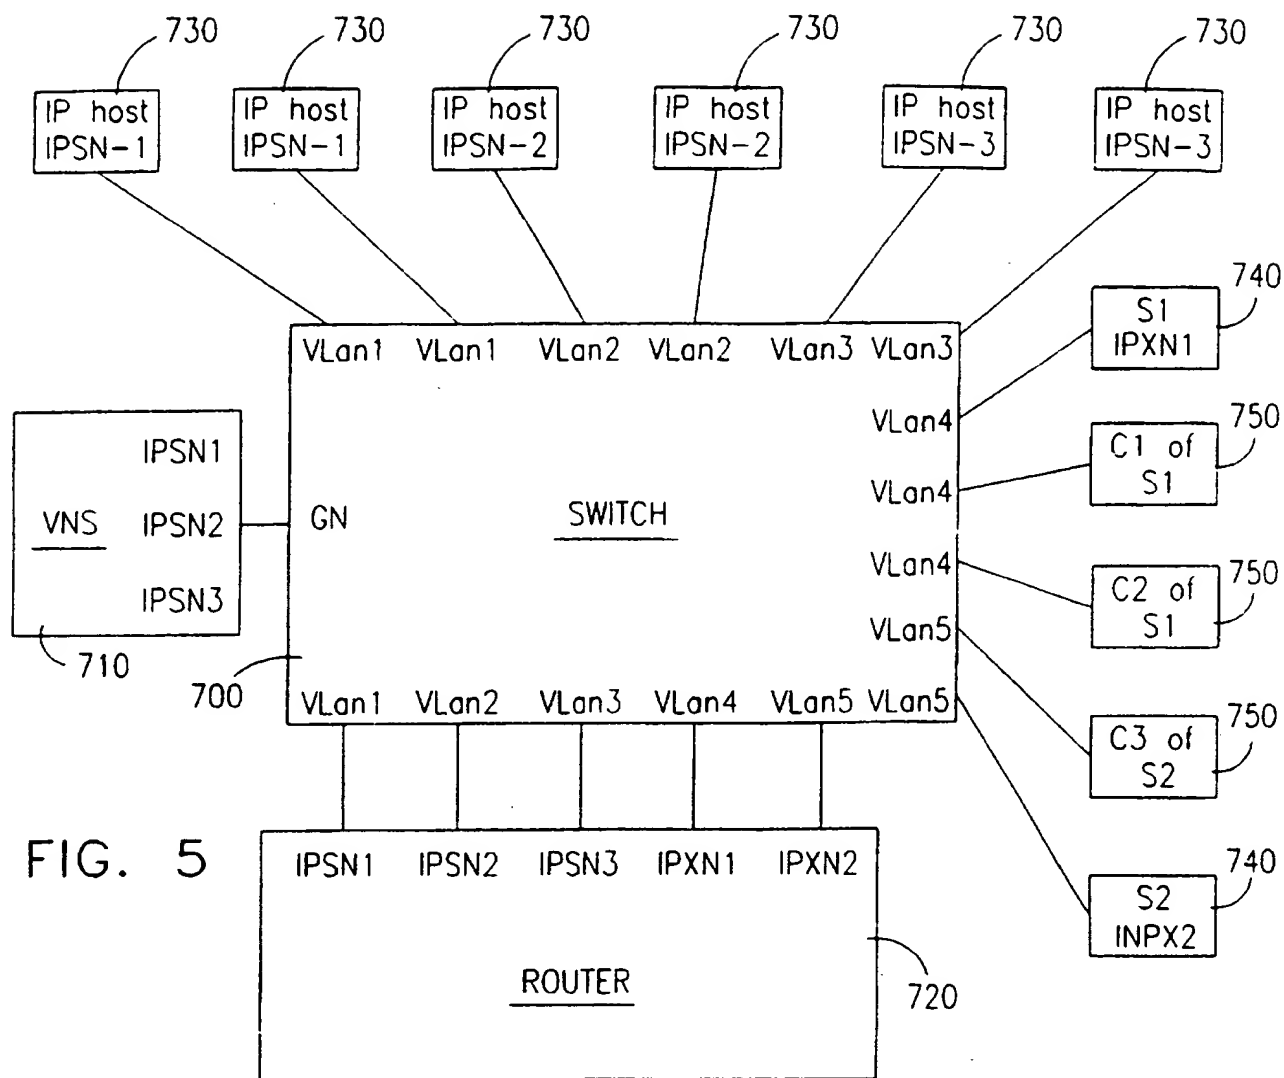 730 730 730 730 730 730
IP host IP host IP host IP host IP host IP host
IPSN-1 IPSN-1 IPSN-2 IPSN-2 IPSN-3 IPSN-3
740
S1
IPXN1
VLan1 VLan1 VLan2 VLan2 VLan3 VLan3
VLan4
750
C1 of
S1
VLan4
IPSN1
VNS IPSN2
IPSN3
710
GN
SWITCH
VLan4
750
C2 of
S1
VLan5
700
VLan1 VLan2 VLan3 VLan4 VLan5 VLan5
750
C3 of
S2
FIG. 5
IPSN1 IPSN2 IPSN3 IPXN1 IPXN2
740
S2
INPX2
ROUTER
720